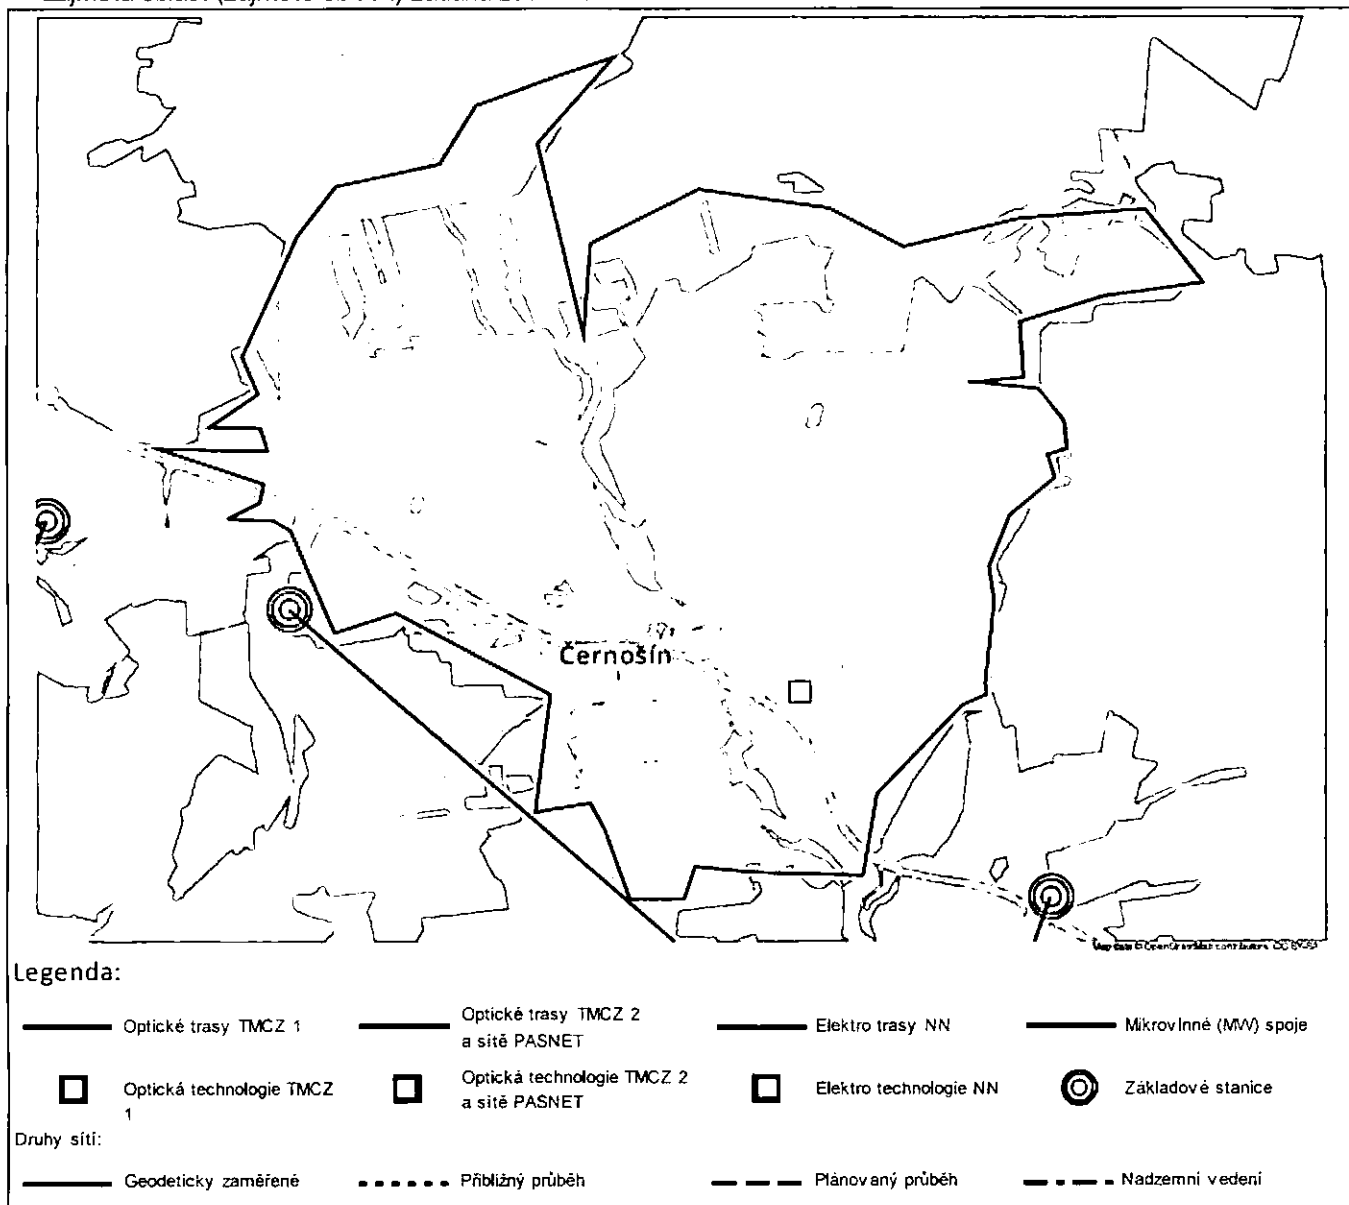 Černošín
Legenda:
Optické trasy TMCZ 1
Optické trasy TMCZ 2
a sítě PASNET
Elektro trasy NN
Mikrovlnné (MW) spoje
Optická technologie TMCZ
1
Optická technologie TMCZ 2
a sítě PASNET
Elektro technologie NN
Základové stanice
Druhy sítí:
Geodeticky zaměřené
Přibližný průběh
Plánovaný průběh
Nadzemní vedení